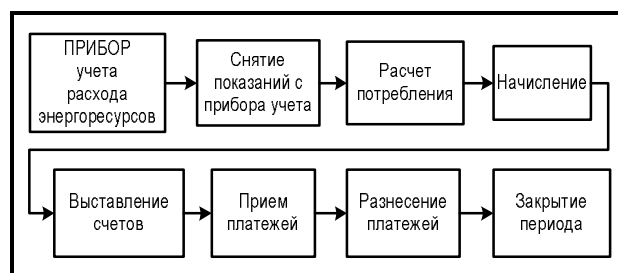 ПРИБОР
учета
расхода
энергоресурсов
Снятие
показаний с
прибора учета
Расчет
потребления
Начисление
Выставление
счетов
Прием
платежей
Разнесение
платежей
Закрытие
периода